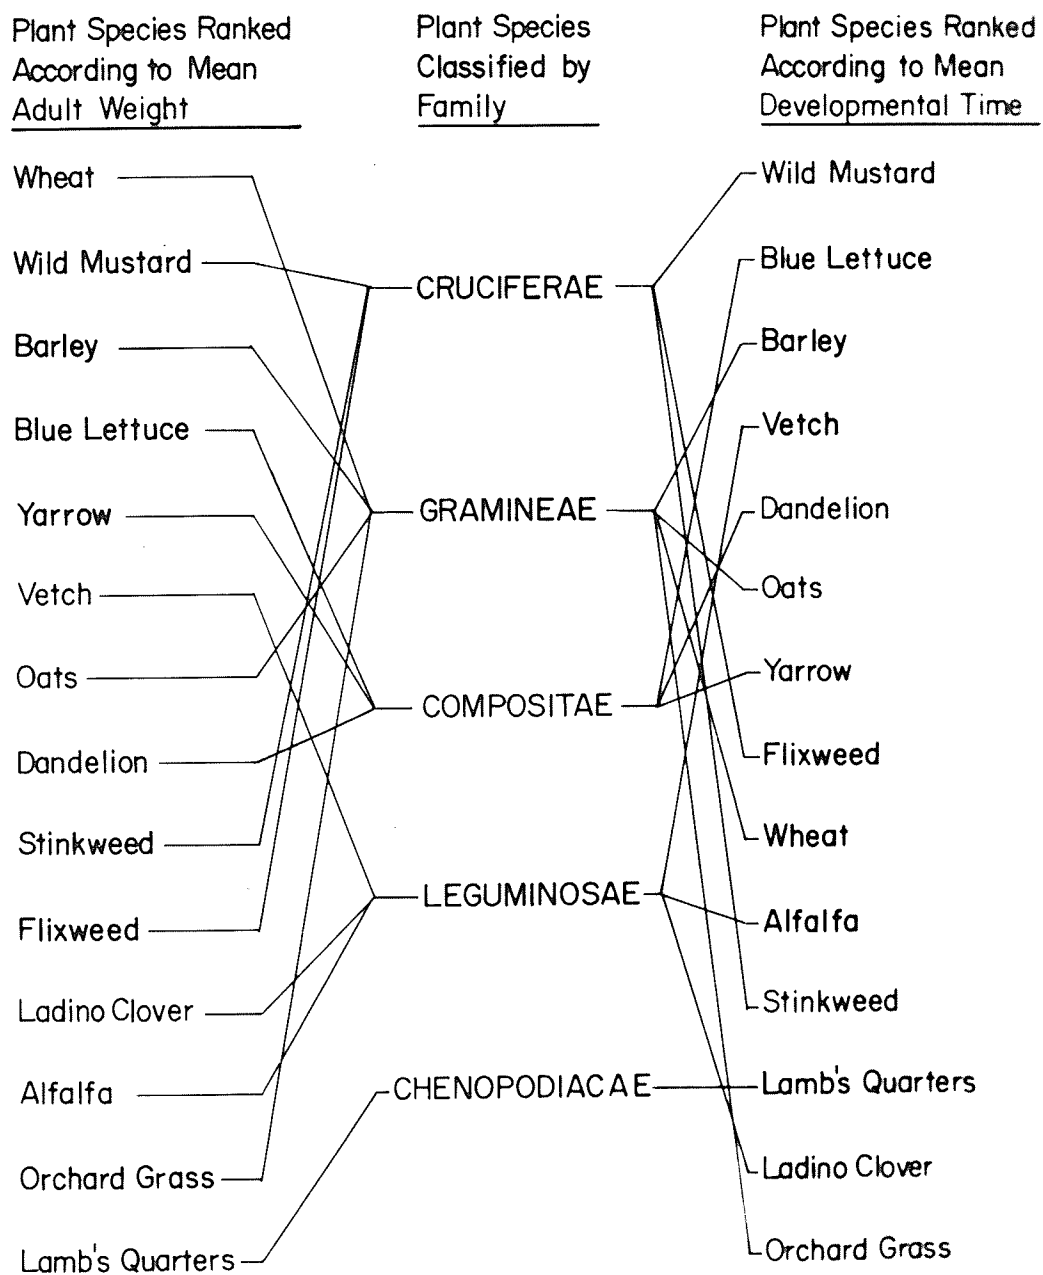 Plant Species Ranked
According to Mean
Adult Weight
Wheat
Wild Mustard
Barley
Blue Lettuce
Yarrow
Vetch
Oats
Dandelion
Stinkweed
Flixweed
Ladino Clover
Alfalfa
Orchard Grass
Lamb's Quarters
Plant Species
Classified by
Family
CRUCIFERAE
GRAMINEAE
COMPOSITAE
LEGUMINOSAE
CHENOPODIACAE
Plant Species Ranked
According to Mean
Developmental Time
Wild Mustard
Blue Lettuce
Barley
Vetch
Dandelion
Oats
Yarrow
Flixweed
Wheat
Alfalfa
Stinkweed
Lamb's Quarters
Ladino Clover
Orchard Grass